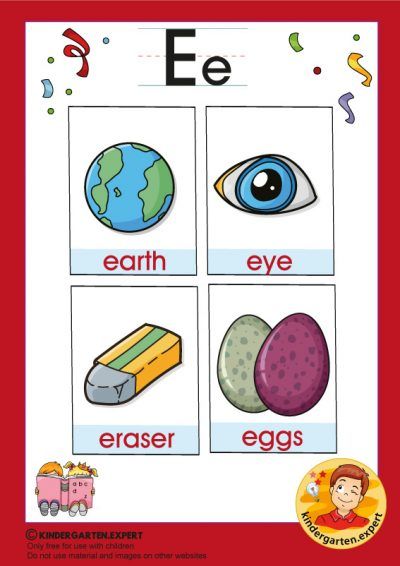 Ee
earth
eye
eraser
eggs
a b
d c
kindergarten.expert
©KINDERGARTEN.EXPERT
Only free for use with children
Do not use material and images on other websites